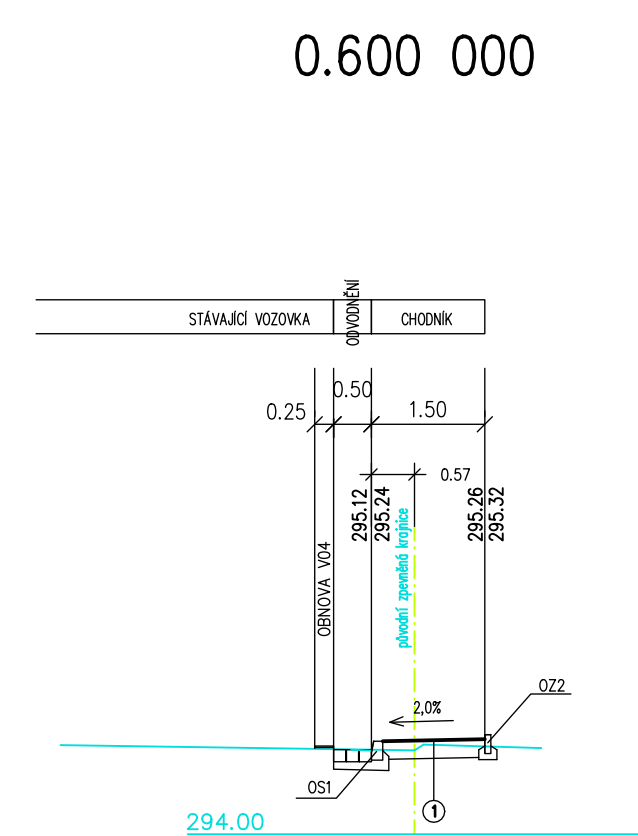 0.600 000
STÁVAJÍCÍ VOZOVKA
ODVODNĚNÍ
CHODNÍK
0.25
0.50
1.50
0.57
295.12
295.24
295.26
295.32
původní zpevněná krajnice
OBNOVA V04
OZ2
2,0%
OS1
1
294.00